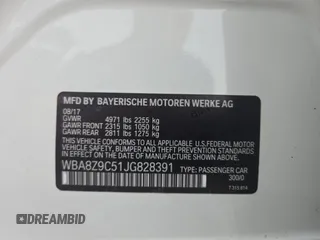 MFD BY BAYERISCHE MOTOREN WERKE AG
08/17
GVWR 4971 lbs 2255 kg
GAWR FRONT 2315 lbs 1050 kg
GAWR REAR 2811 lbs 1275 kg
THIS VEHICLE CONFORMS TO ALL APPLICABLE
FEDERAL MOTOR VEHICLE SAFETY, BUMPER,
AND THEFT PREVENTION STANDARDS IN EFFECT
ON THE DATE OF MANUFACTURE SHOWN ABOVE.
WBA8Z9C51JG828391 TYPE: PASSENGER CAR
300/0
DREAMBID
DREAMBID.COM